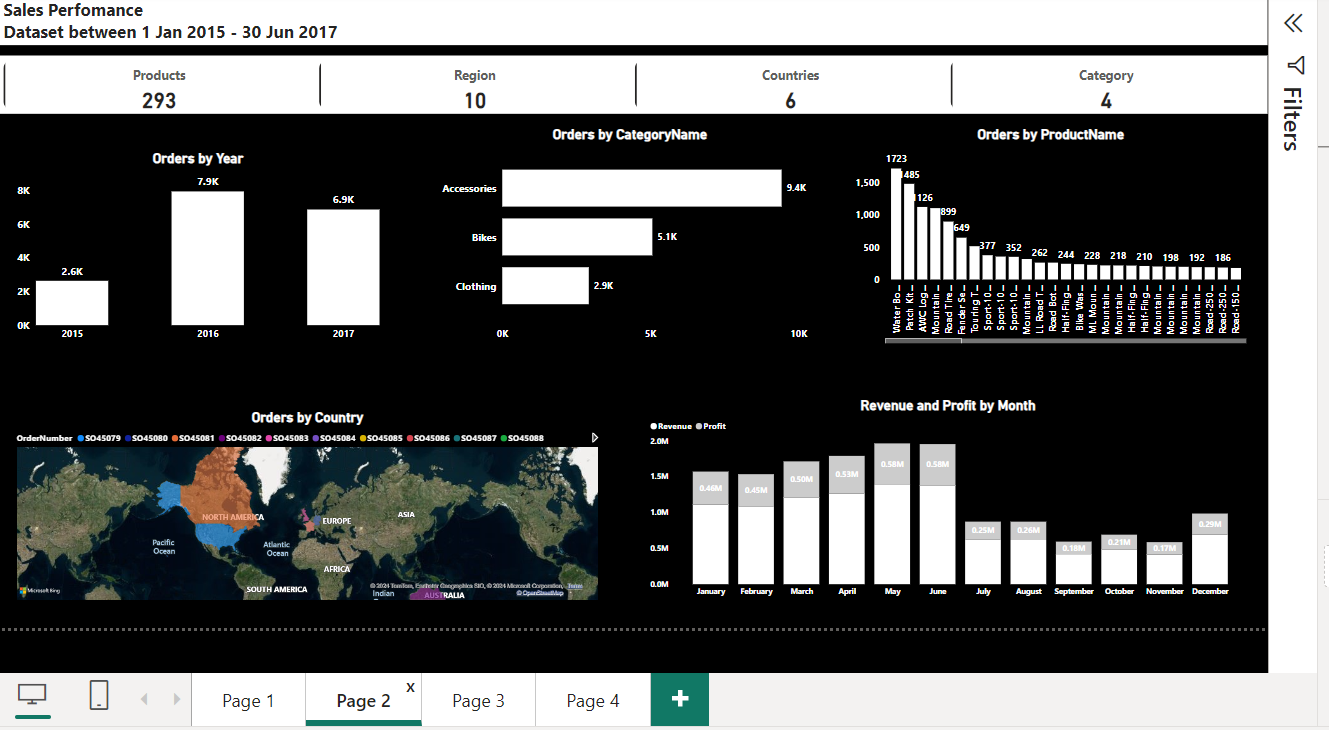 Sales Perfomance
Dataset between 1 Jan 2015 - 30 Jun 2017
Products
293
Region
10
Countries
6
Category
4
Filters
Orders by Year
8K
6K
4K
2K
0K
2.6K
7.9K
6.9K
2015
2016
2017
Orders by CategoryName
Accessories
9.4K
Bikes
5.1K
Clothing
2.9K
0K
5K
10K
Orders by ProductName
1,500
1,000
500
0
1723
1485
1126
899
649
377
352
262
244
228
218
210
198
192
186
Water Bo...
Patch Kit...
AWC Log...
Mountain...
Road Tire...
Fender Se...
Touring T...
Sport-10...
Sport-10...
Sport-10...
Mountain...
LL Road T...
Road Bot...
Half-Fing...
Bike Was...
ML Moun...
Mountain...
Mountain...
Half-Fing...
Half-Fing...
Mountain...
Mountain...
Mountain...
Mountain...
Road-250...
Road-250...
Road-150...
Orders by Country
OrderNumber SO45079 SO45080 SO45081 SO45082 SO45083 SO45084 SO45085 SO45086 SO45087 SO45088
NORTH AMERICA
EUROPE
ASIA
Pacific
Ocean
Atlantic
Ocean
AFRICA
SOUTH AMERICA
Indian
AUSTRALIA
Microsoft Bing
© 2024 TomTom, Earthstar Geographics SIO, © 2024 Microsoft Corporation, Terms
© OpenStreetMap
Revenue and Profit by Month
Revenue Profit
2.0M
1.5M
1.0M
0.5M
0.0M
0.46M
0.45M
0.50M
0.53M
0.58M
0.58M
0.25M
0.26M
0.18M
0.21M
0.17M
0.29M
January
February
March
April
May
June
July
August
September
October
November
December
Page 1
Page 2
x
Page 3
Page 4
+